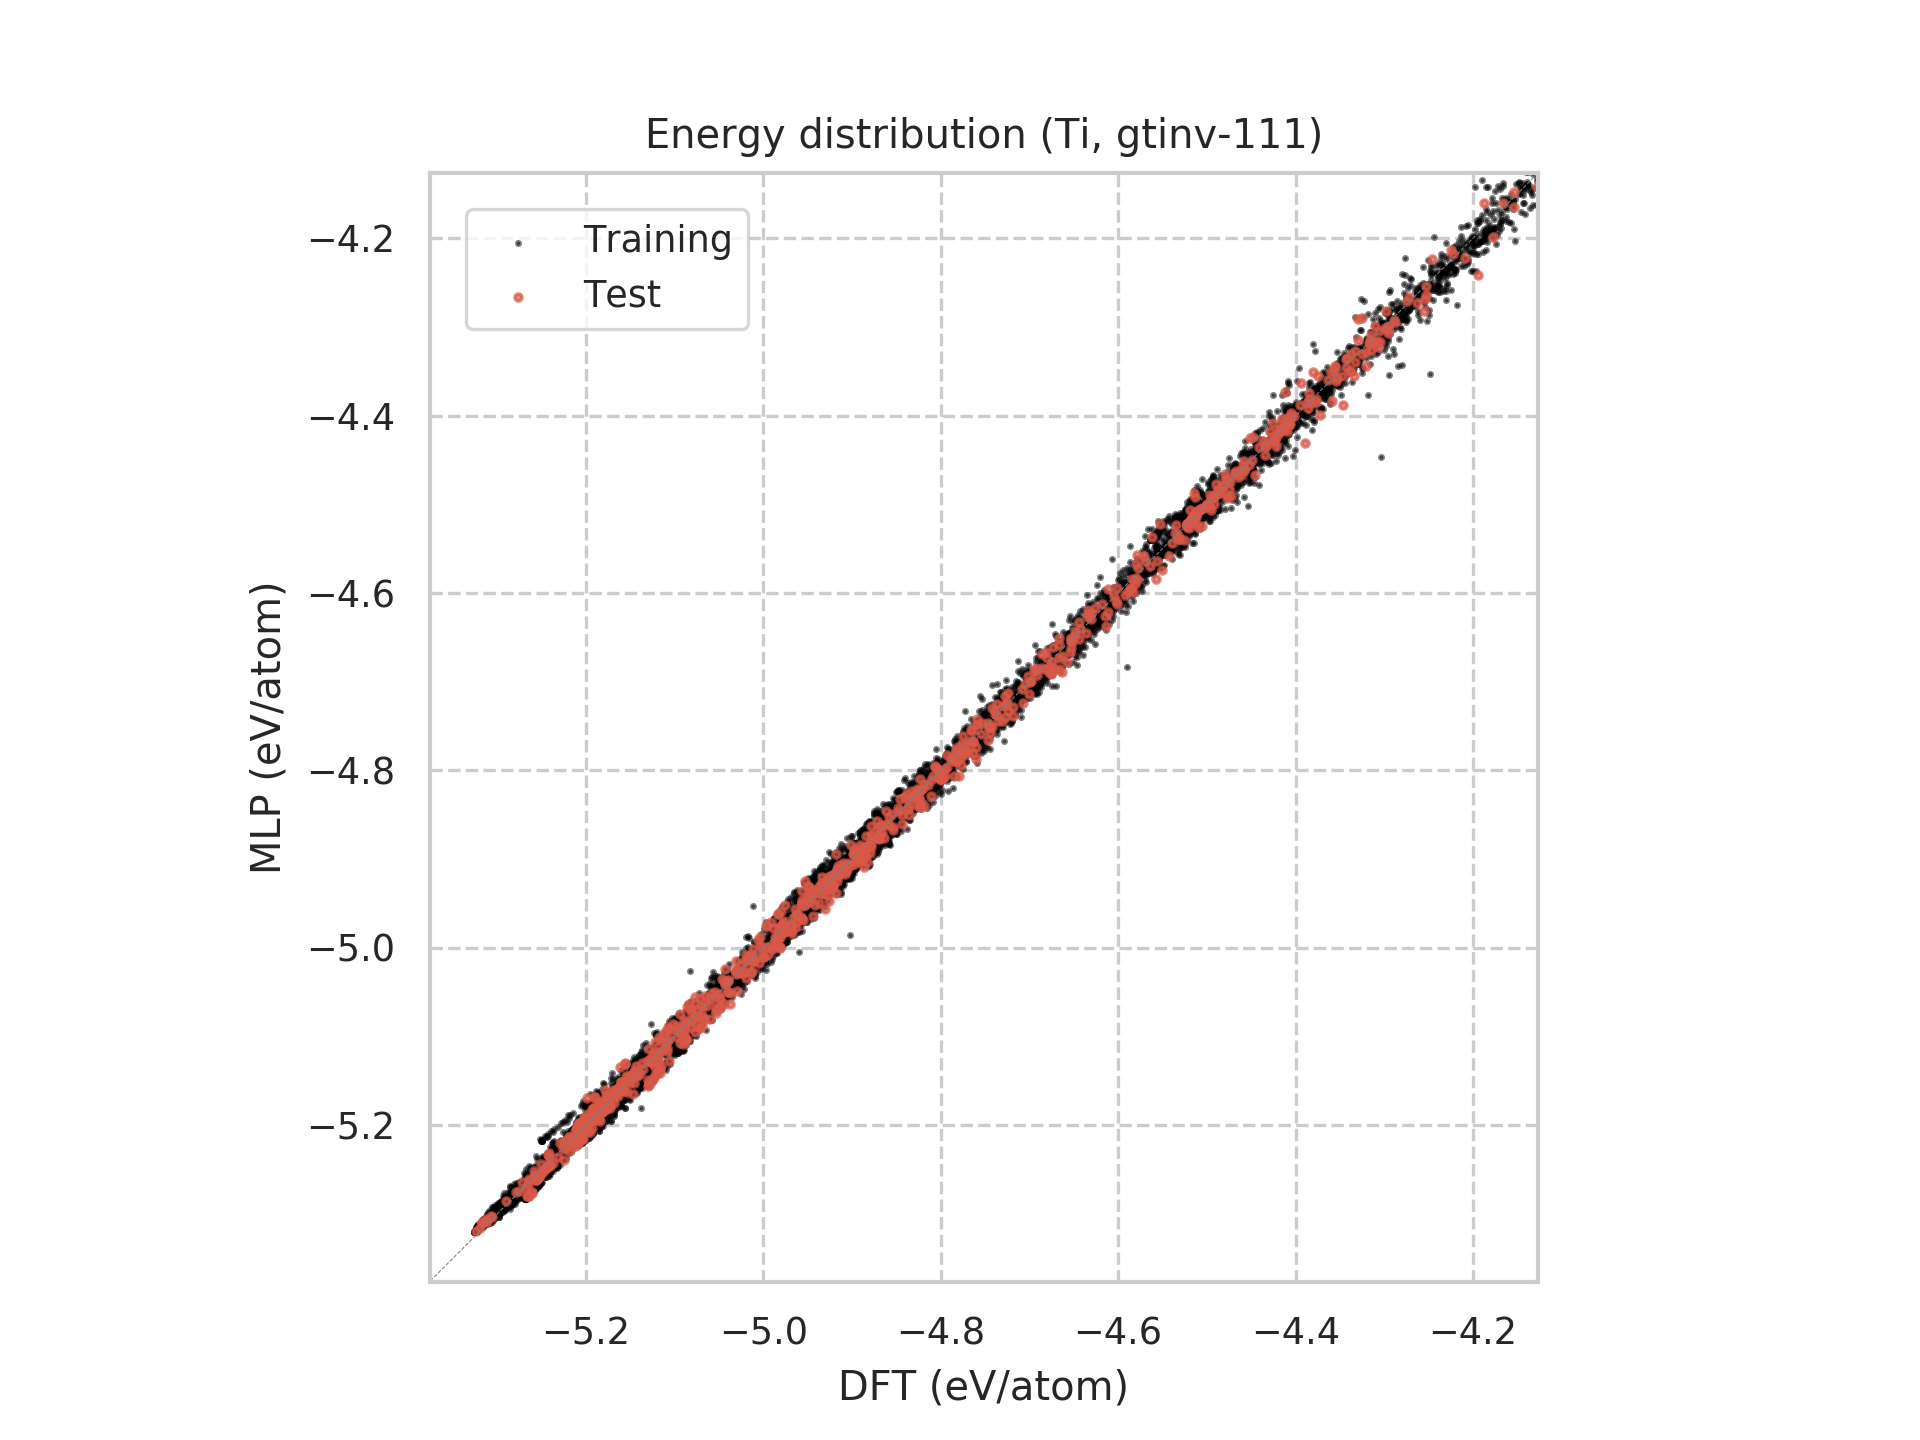 Energy distribution (Ti, gtinv-111)
Training
Test
−4.2
−4.4
−4.6
−4.8
−5.0
−5.2
MLP (eV/atom)
−5.2 −5.0 −4.8 −4.6 −4.4 −4.2
DFT (eV/atom)